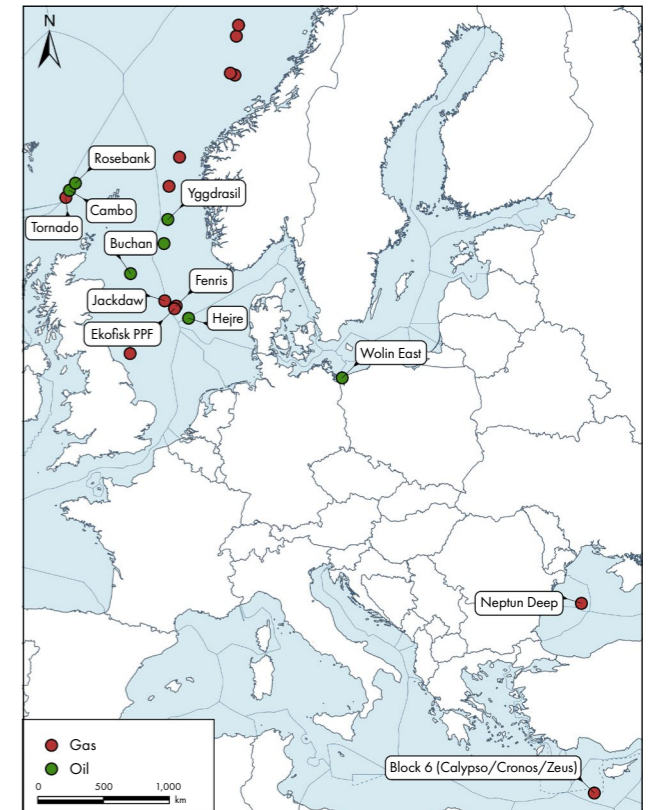 N
Rosebank
Cambo
Tornado
Yggdrasil
Buchan
Fenris
Jackdaw
Hejre
Ekofisk PPF
Wolin East
Neptun Deep
Block 6 (Calypso/Cronos/Zeus)
Gas
Oil
0 500 1,000
km